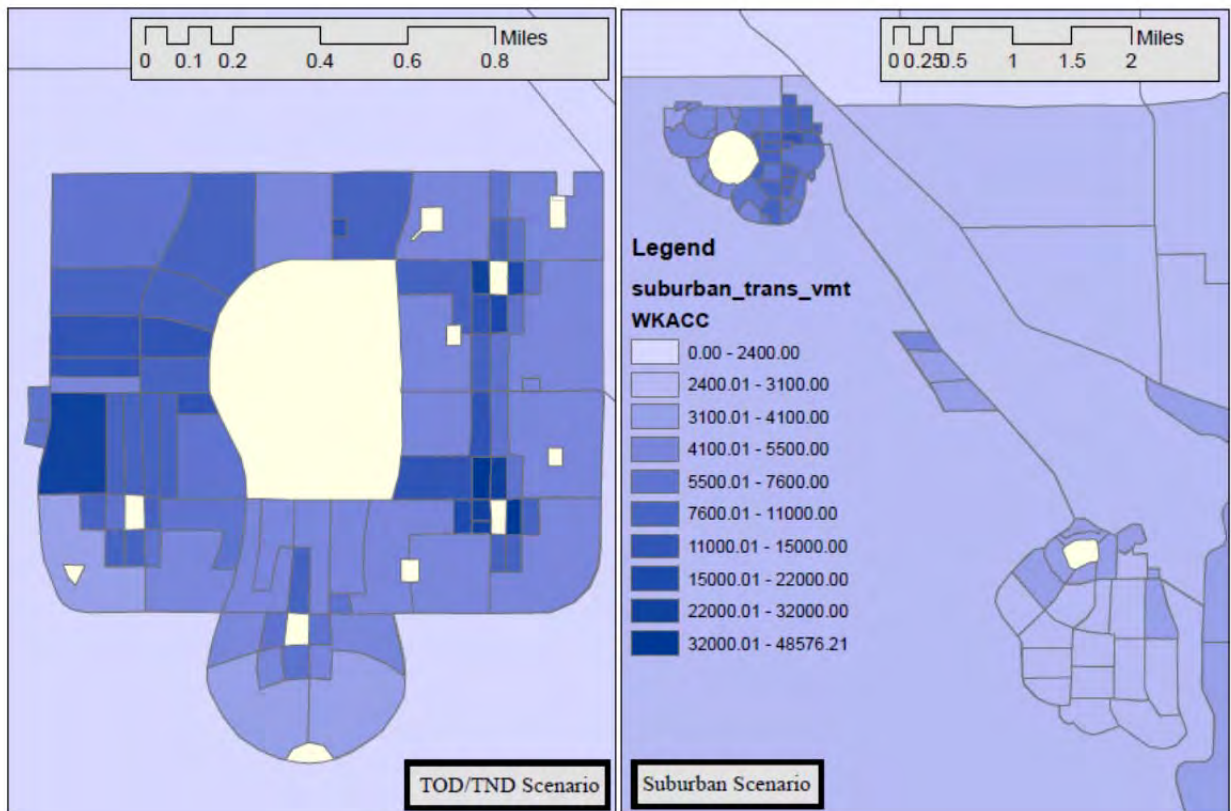 Miles
0 0.1 0.2 0.4 0.6 0.8
Miles
0 0.25 0.5 1 1.5 2
Legend
suburban_trans_vmt
WKACC
0.00 - 2400.00
2400.01 - 3100.00
3100.01 - 4100.00
4100.01 - 5500.00
5500.01 - 7600.00
7600.01 - 11000.00
11000.01 - 15000.00
15000.01 - 22000.00
22000.01 - 32000.00
32000.01 - 48576.21
TOD/TND Scenario
Suburban Scenario